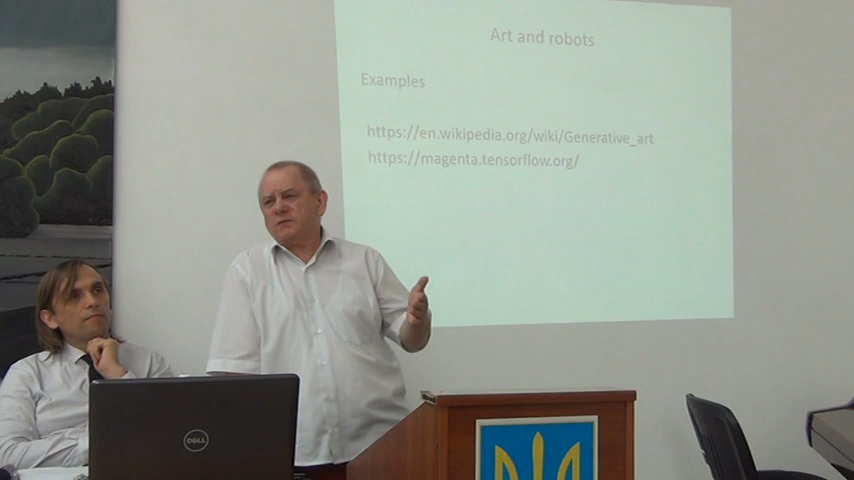 Art and robots
Examples
https://en.wikipedia.org/wiki/Generative_art
https://magenta.tensorflow.org/
DELL